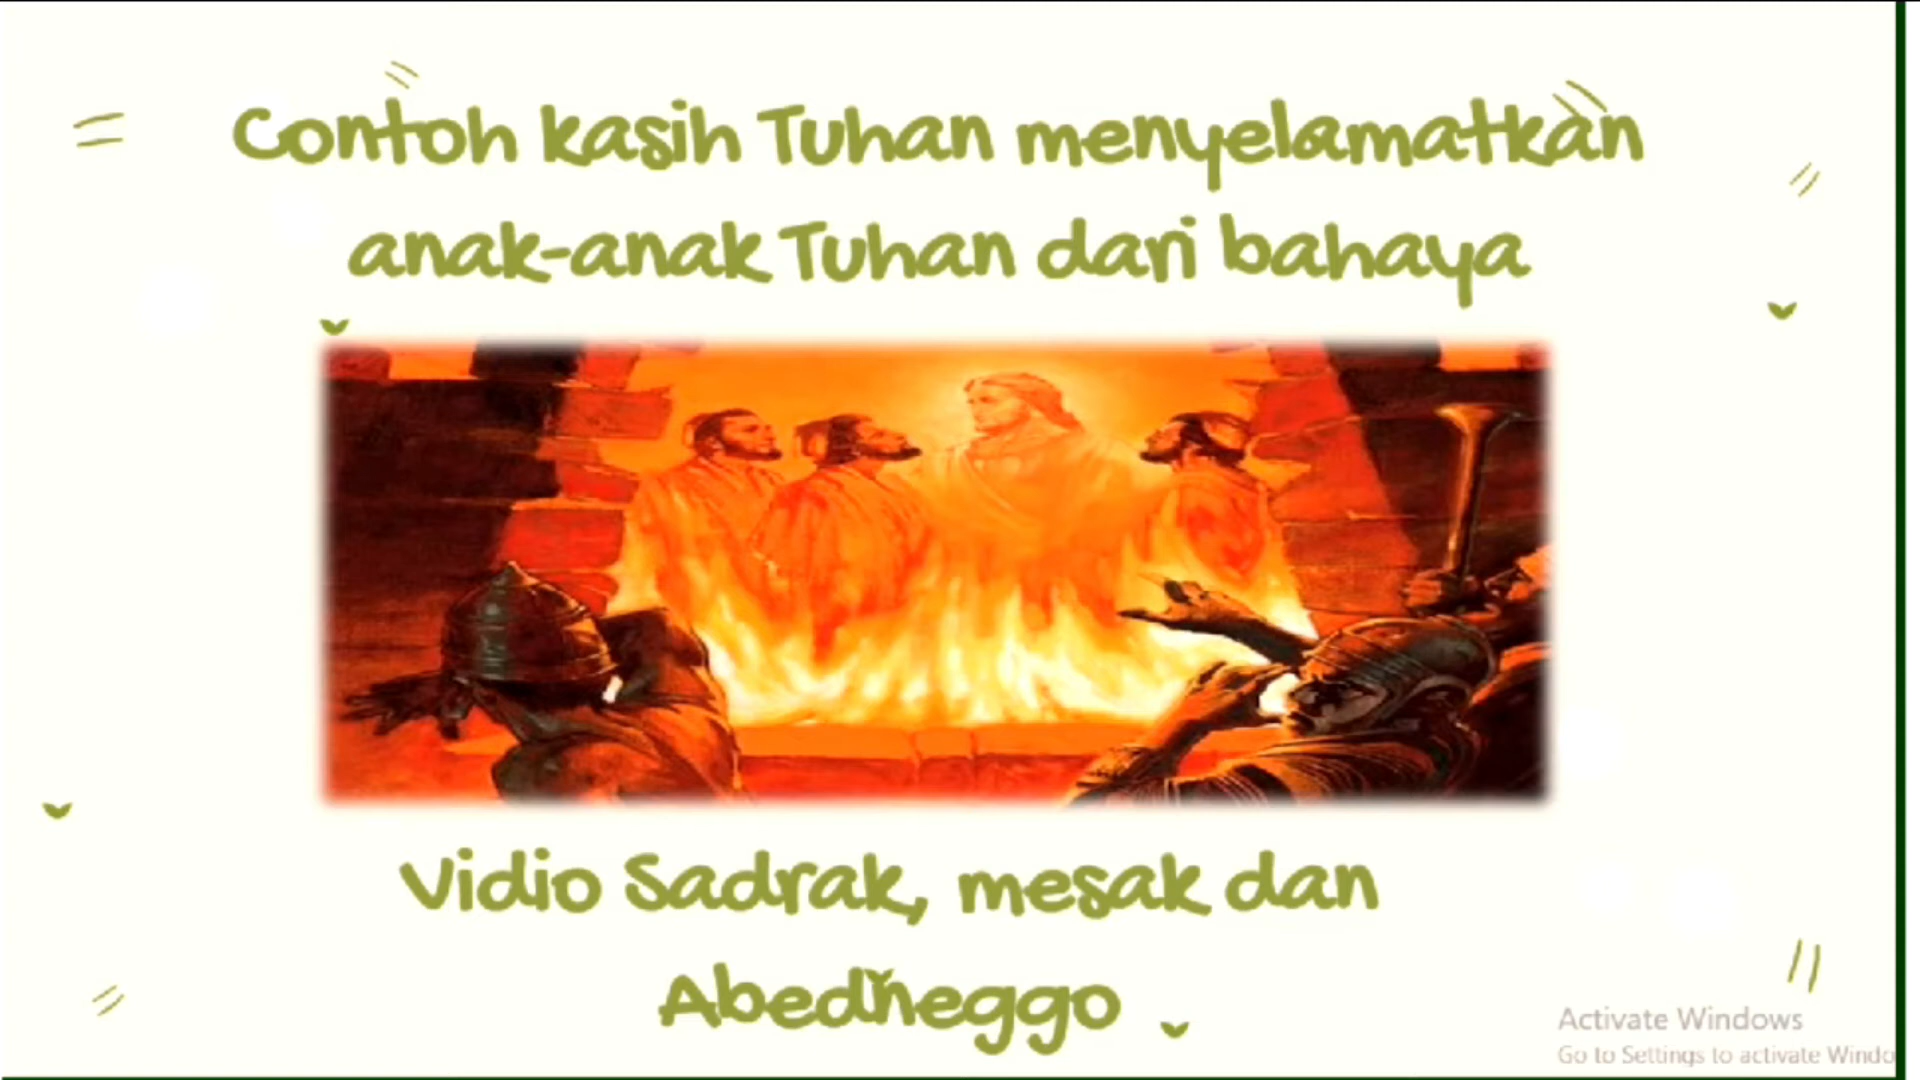 Contoh kasih Tuhan menyelamatkan
anak-anak Tuhan dari bahaya
Vidio Sadrak, mesak dan
Abedneggo
Activate Windows
Go to Settings to activate Windo